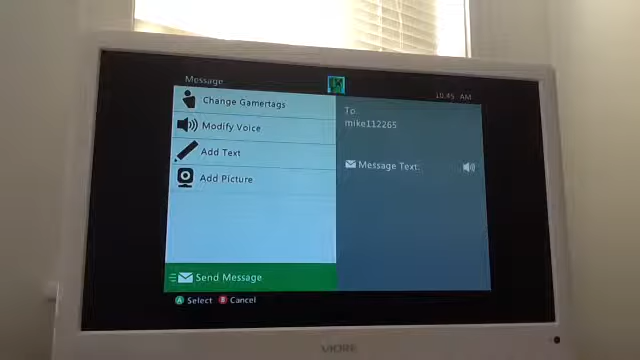 Message
10:45 AM
Change Gamertags
Modify Voice
Add Text
Add Picture
Send Message
To
mike112265
Message Text:
A Select B Cancel